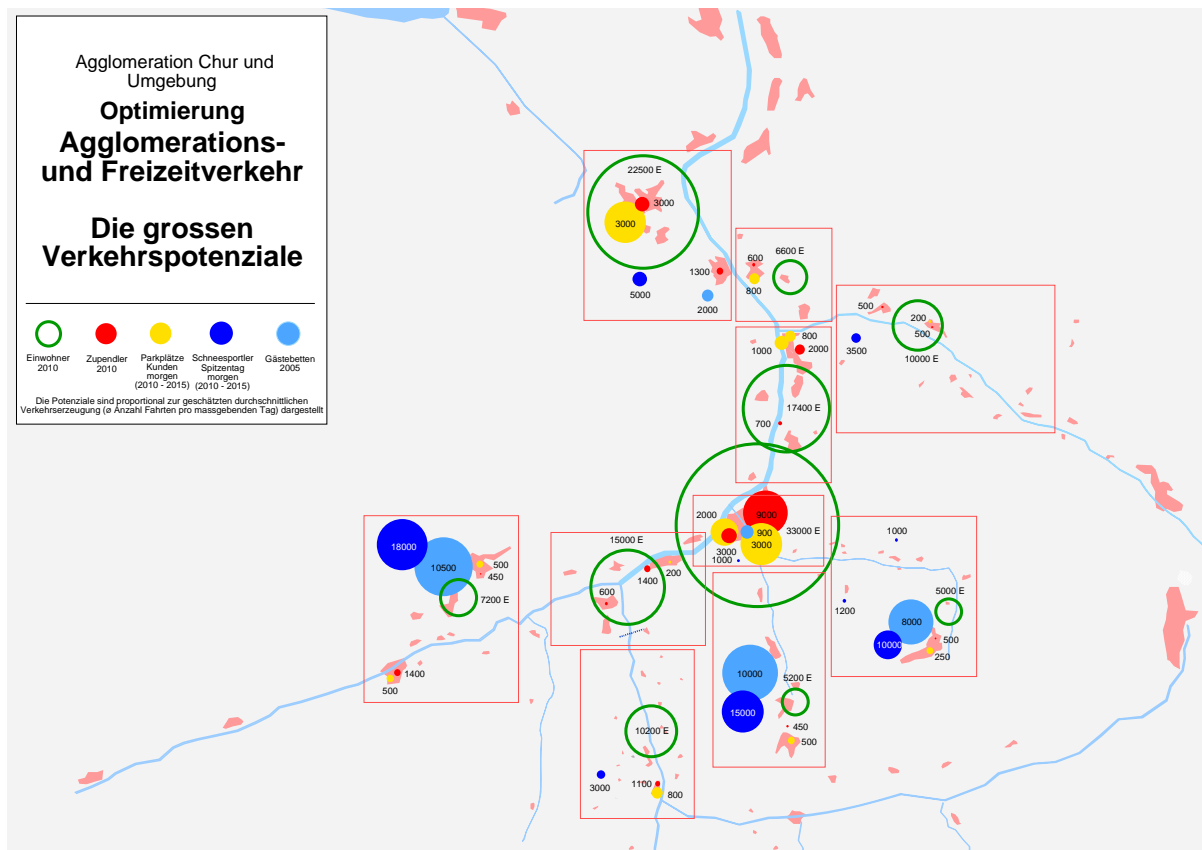 Agglomeration Chur und
Umgebung
Optimierung
Agglomerations-
und Freizeitverkehr
Die grossen
Verkehrspotenziale
Einwohner
2010
Zupendler
2010
Parkplätze
Kunden
morgen
(2010 - 2015)
Schneesportler
Spitzentag
morgen
(2010 - 2015)
Gästebetten
2005
Die Potenziale sind proportional zur geschätzten durchschnittlichen
Verkehrserzeugung (ø Anzahl Fahrten pro massgebenden Tag) dargestellt
22500 E
3000
3000
1300
5000
2000
6600 E
600
800
500
200
500
10000 E
3500
800
1000
2000
17400 E
700
2000
9000
900
33000 E
3000
3000
1000
15000 E
1400
200
600
18000
10500
500
450
7200 E
1400
500
1000
1200
5000 E
8000
10000
500
250
10000
5200 E
15000
450
500
10200 E
3000
1100
800